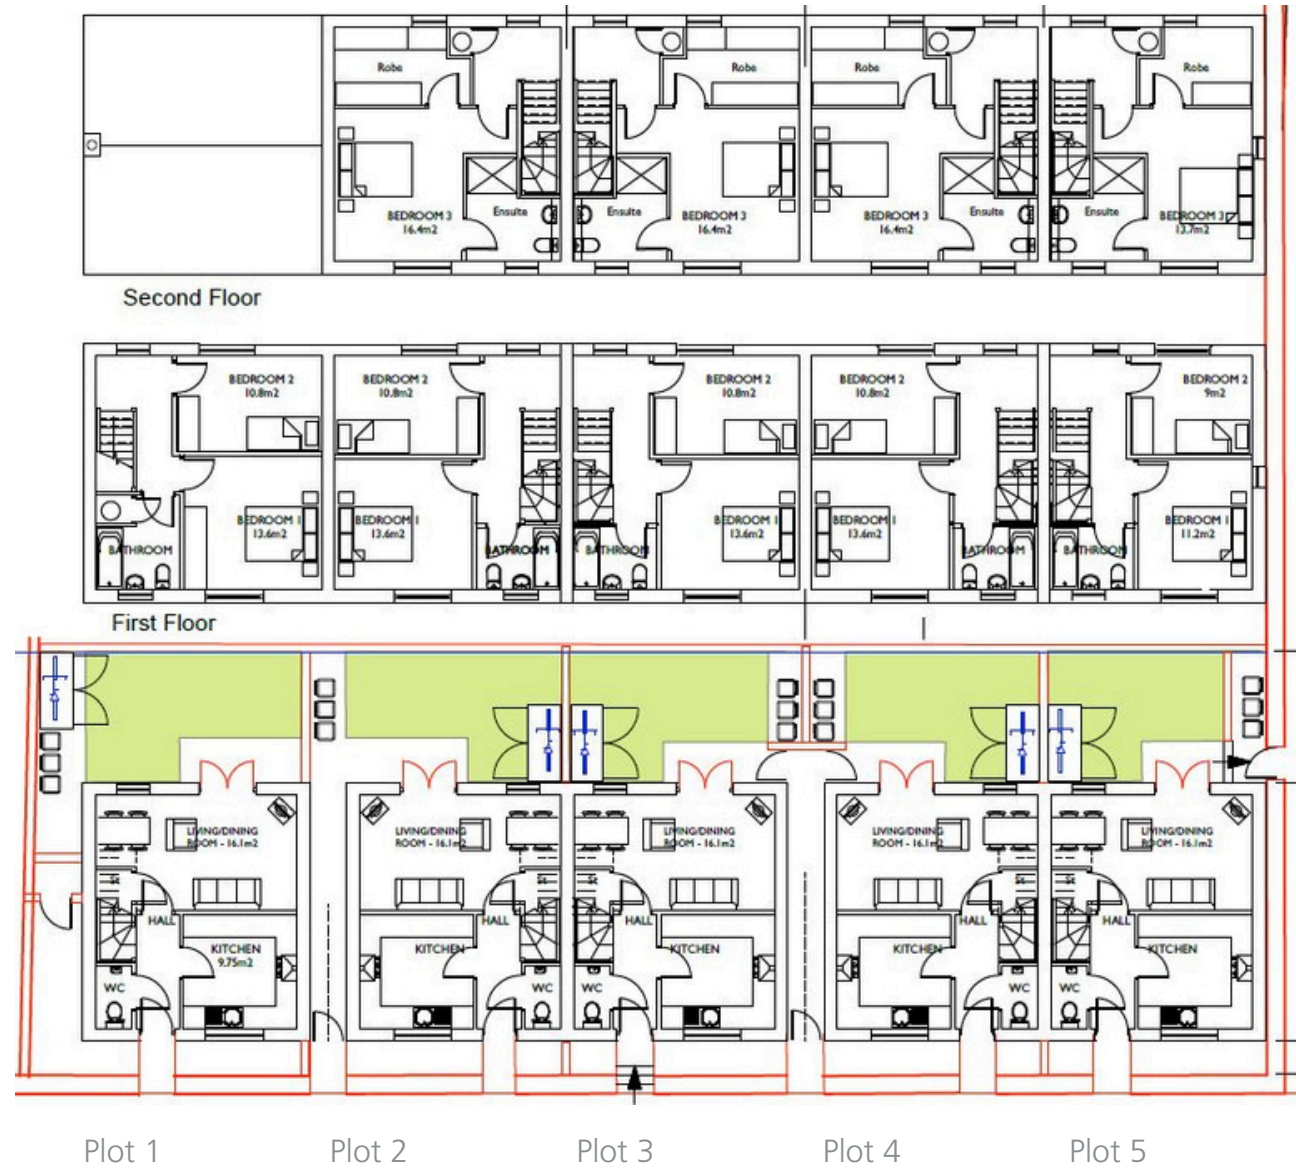 Robe
Robe
Robe
Robe
BEDROOM 3
16.4m2
Ensuite
Ensuite
BEDROOM 3
16.4m2
BEDROOM 3
16.4m2
Ensuite
Ensuite
BEDROOM 3
13.7m2
Second Floor
BEDROOM 2
10.8m2
BEDROOM 2
10.8m2
BEDROOM 2
10.8m2
BEDROOM 2
10.8m2
BEDROOM 2
9m2
BEDROOM 1
13.6m2
BEDROOM 1
13.6m2
BEDROOM 1
13.6m2
BEDROOM 1
13.6m2
BEDROOM 1
11.2m2
BATHROOM
BATHROOM
BATHROOM
BATHROOM
BATHROOM
First Floor
LIVING/DINING
ROOM - 16.1m2
LIVING/DINING
ROOM - 16.1m2
LIVING/DINING
ROOM - 16.1m2
LIVING/DINING
ROOM - 16.1m2
LIVING/DINING
ROOM - 16.1m2
St
St
St
St
St
HALL
HALL
HALL
HALL
HALL
KITCHEN
9.75m2
KITCHEN
KITCHEN
KITCHEN
KITCHEN
WC
WC
WC
WC
WC
Plot 1
Plot 2
Plot 3
Plot 4
Plot 5